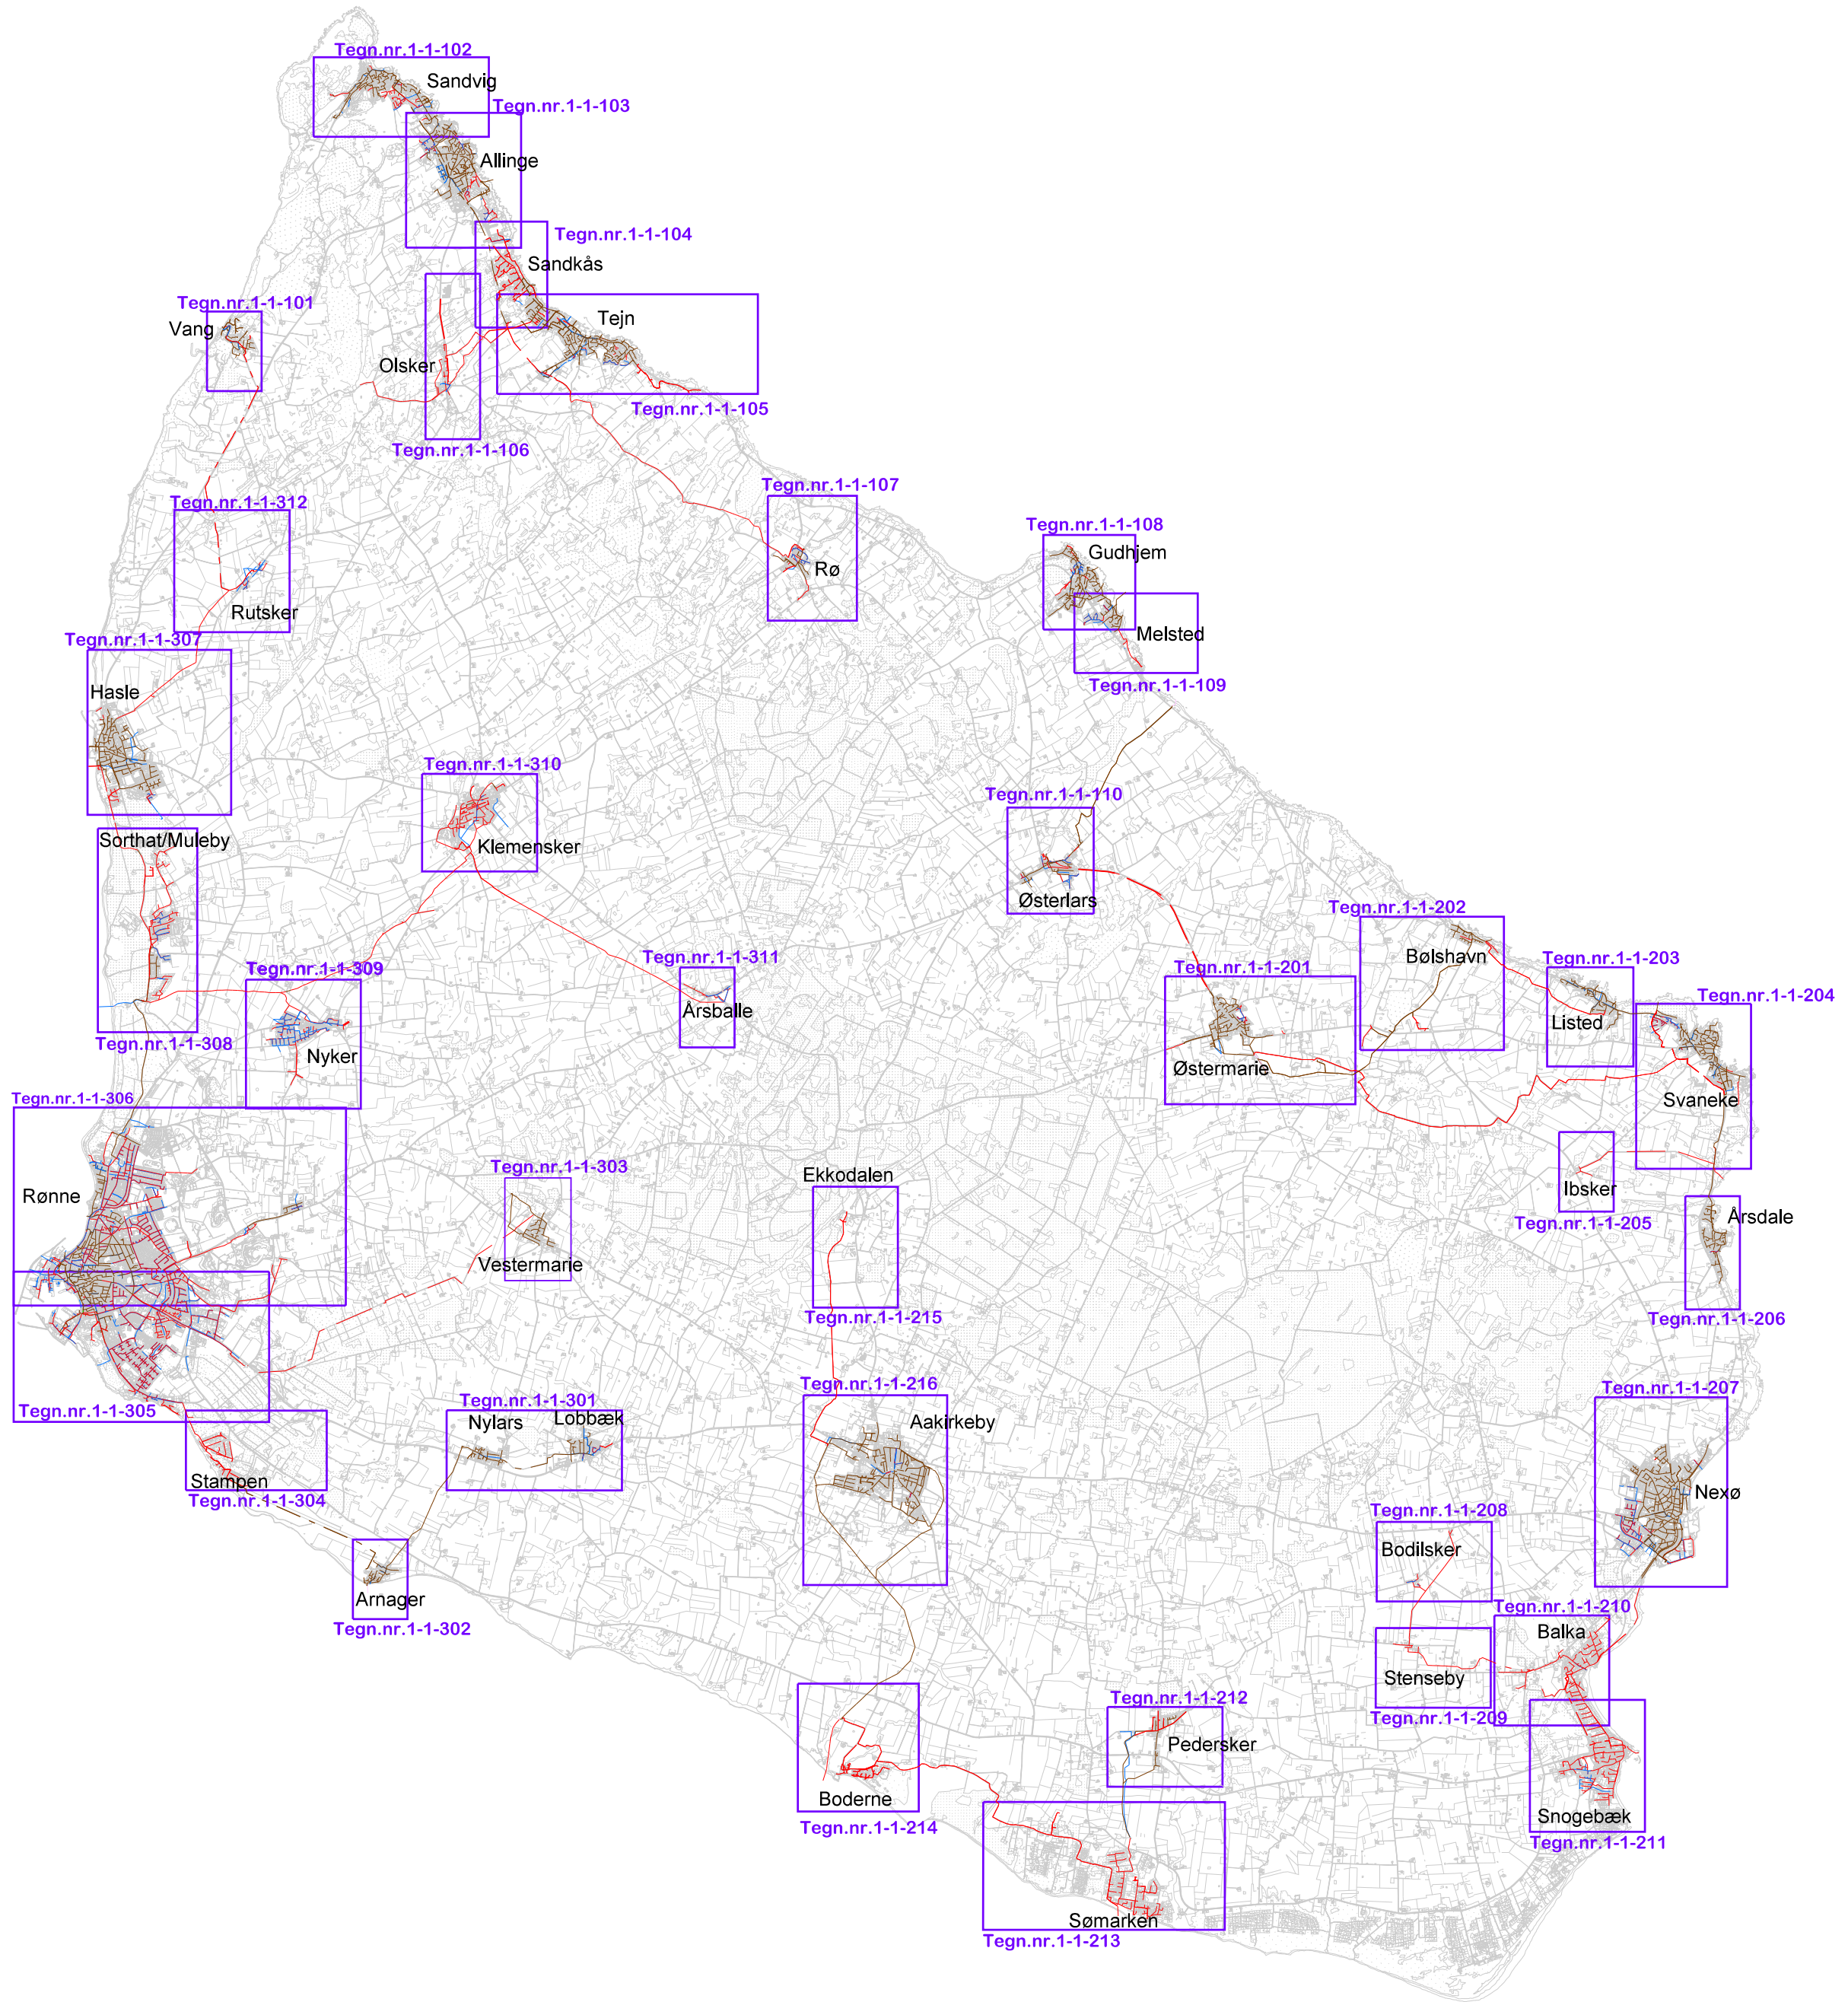 Tegn.nr.1-1-102
Sandvig
Tegn.nr.1-1-103
Allinge
Tegn.nr.1-1-104
Sandkås
Tegn.nr.1-1-101
Vang
Tejn
Olsker
Tegn.nr.1-1-105
Tegn.nr.1-1-106
Tegn.nr.1-1-107
Rø
Tegn.nr.1-1-312
Rutsker
Tegn.nr.1-1-108
Gudhjem
Melsted
Tegn.nr.1-1-109
Tegn.nr.1-1-307
Hasle
Tegn.nr.1-1-310
Klemensker
Tegn.nr.1-1-110
Østerlars
Sorthat/Muleby
Tegn.nr.1-1-308
Tegn.nr.1-1-309
Nyker
Tegn.nr.1-1-311
Årsballe
Tegn.nr.1-1-202
Bølshavn
Tegn.nr.1-1-203
Listed
Tegn.nr.1-1-201
Østermarie
Tegn.nr.1-1-204
Svaneke
Tegn.nr.1-1-306
Rønne
Tegn.nr.1-1-303
Vestermarie
Ekkodalen
Tegn.nr.1-1-215
Ibsker
Tegn.nr.1-1-205
Årsdale
Tegn.nr.1-1-206
Tegn.nr.1-1-305
Tegn.nr.1-1-301
Nylars
Lobbæk
Tegn.nr.1-1-216
Aakirkeby
Tegn.nr.1-1-207
Nexø
Stampen
Tegn.nr.1-1-304
Arnager
Tegn.nr.1-1-302
Tegn.nr.1-1-208
Bodilsker
Tegn.nr.1-1-210
Balka
Stenseby
Tegn.nr.1-1-209
Tegn.nr.1-1-212
Pedersker
Boderne
Tegn.nr.1-1-214
Snogebæk
Tegn.nr.1-1-211
Sømarken
Tegn.nr.1-1-213